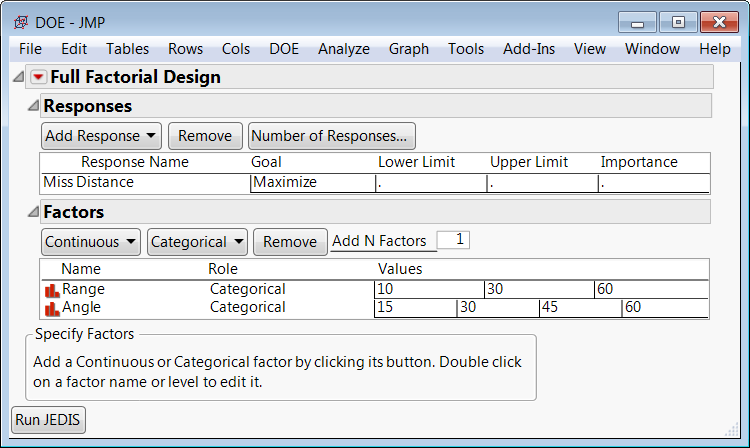 DOE - JMP
File Edit Tables Rows Cols DOE Analyze Graph Tools Add-Ins View Window Help
Full Factorial Design
Responses
Add Response Remove Number of Responses...
Response Name Goal Lower Limit Upper Limit Importance
Miss Distance Maximize . . .
Factors
Continuous Categorical Remove Add N Factors 1
Name Role Values
Range Categorical 10 30 60
Angle Categorical 15 30 45 60
Specify Factors
Add a Continuous or Categorical factor by clicking its button. Double click
on a factor name or level to edit it.
Run JEDIS